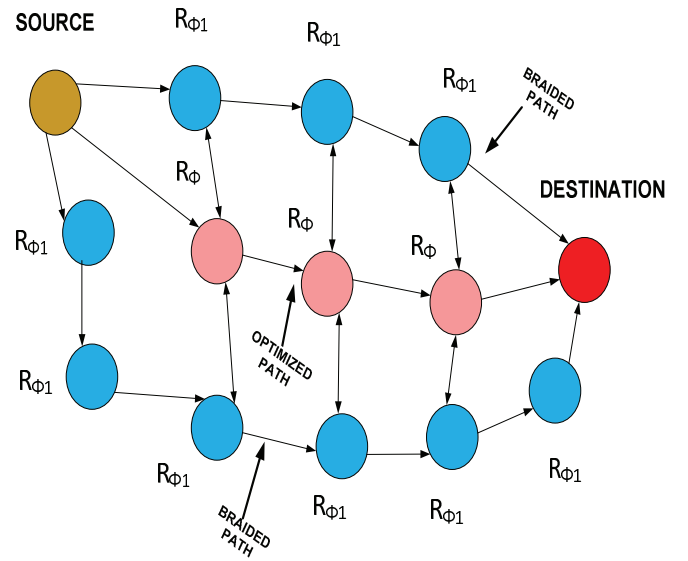 SOURCE
RΦ1
RΦ1
RΦ1
BRAIDED
PATH
RΦ
DESTINATION
RΦ1
RΦ
RΦ
OPTIMIZED
PATH
RΦ1
RΦ1
RΦ1
RΦ1
RΦ1
BRAIDED
PATH